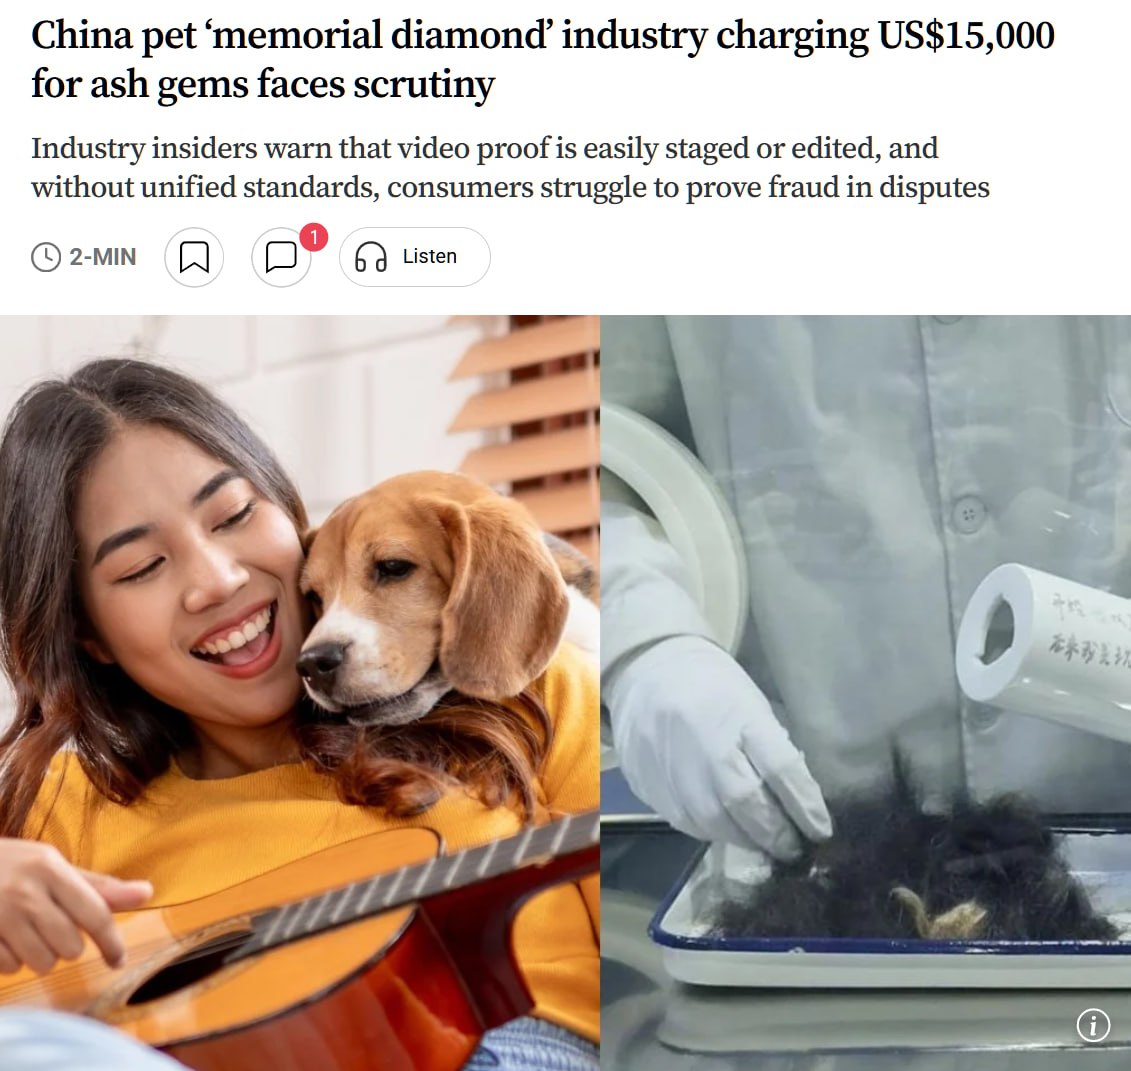 China pet ‘memorial diamond’ industry charging US$15,000
for ash gems faces scrutiny
Industry insiders warn that video proof is easily staged or edited, and
without unified standards, consumers struggle to prove fraud in disputes
2-MIN
1
Listen
i